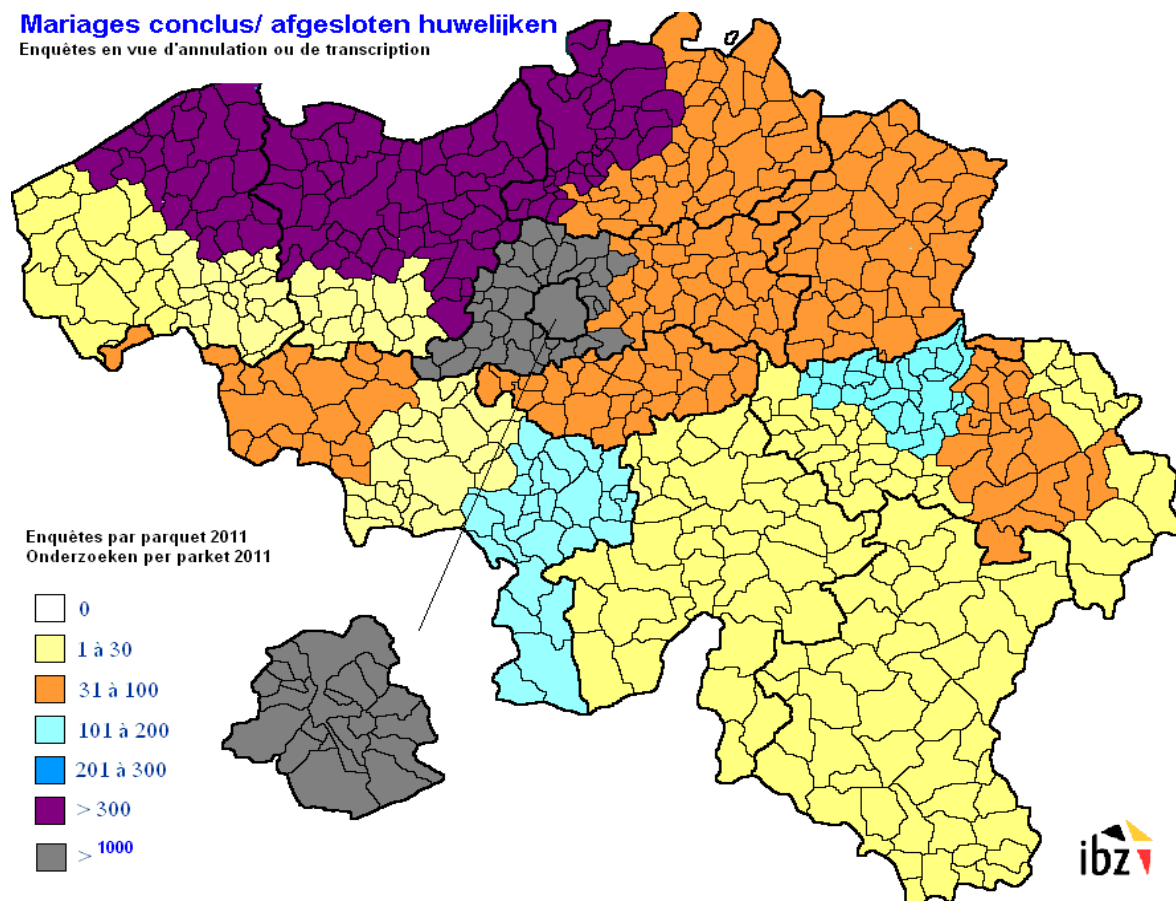 Mariages conclus/ afgesloten huwelijken
Enquêtes en vue d'annulation ou de transcription
Enquêtes par parquet 2011
Onderzoeken per parket 2011
0
1 à 30
31 à 100
101 à 200
201 à 300
> 300
> 1000
ibz